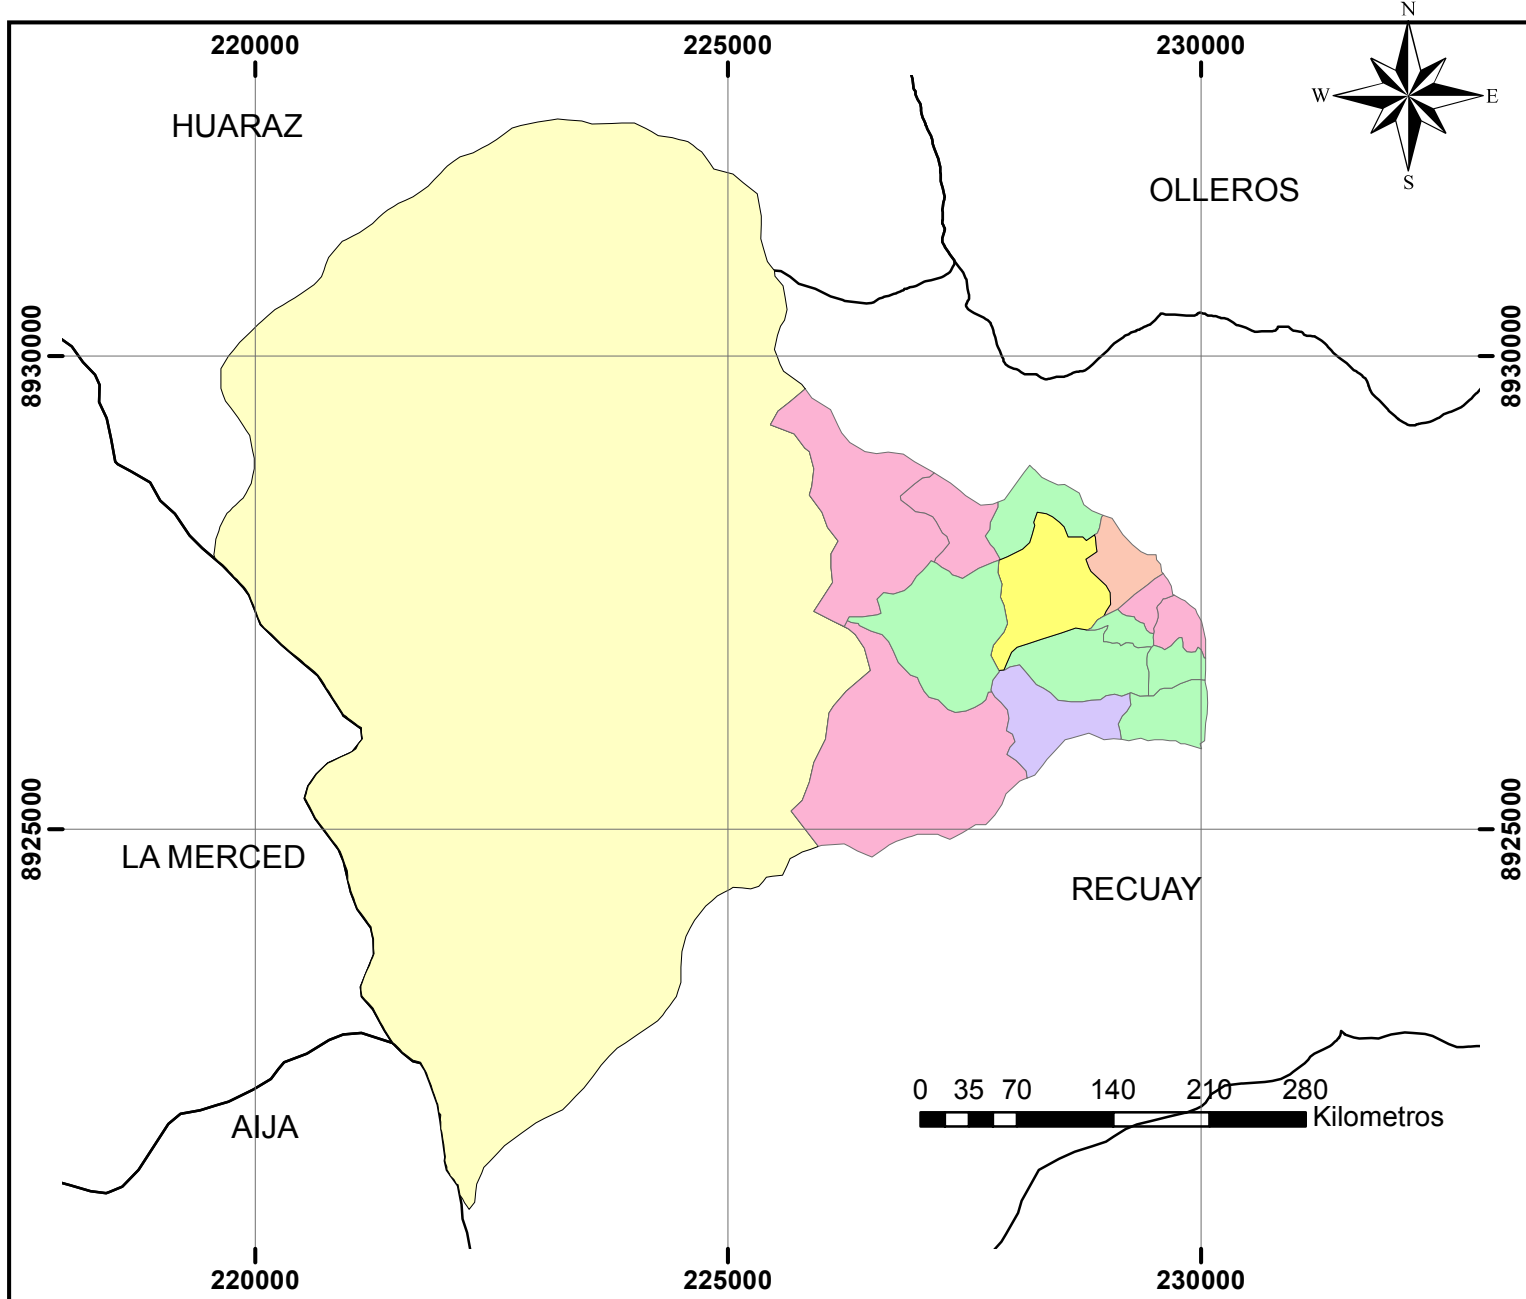 N
220000 225000 230000
W E
HUARAZ
S
OLLEROS
8930000 8930000
8925000 8925000
LA MERCED
RECUAY
0 35 70 140 210 280
Kilometros
AIJA
220000 225000 230000